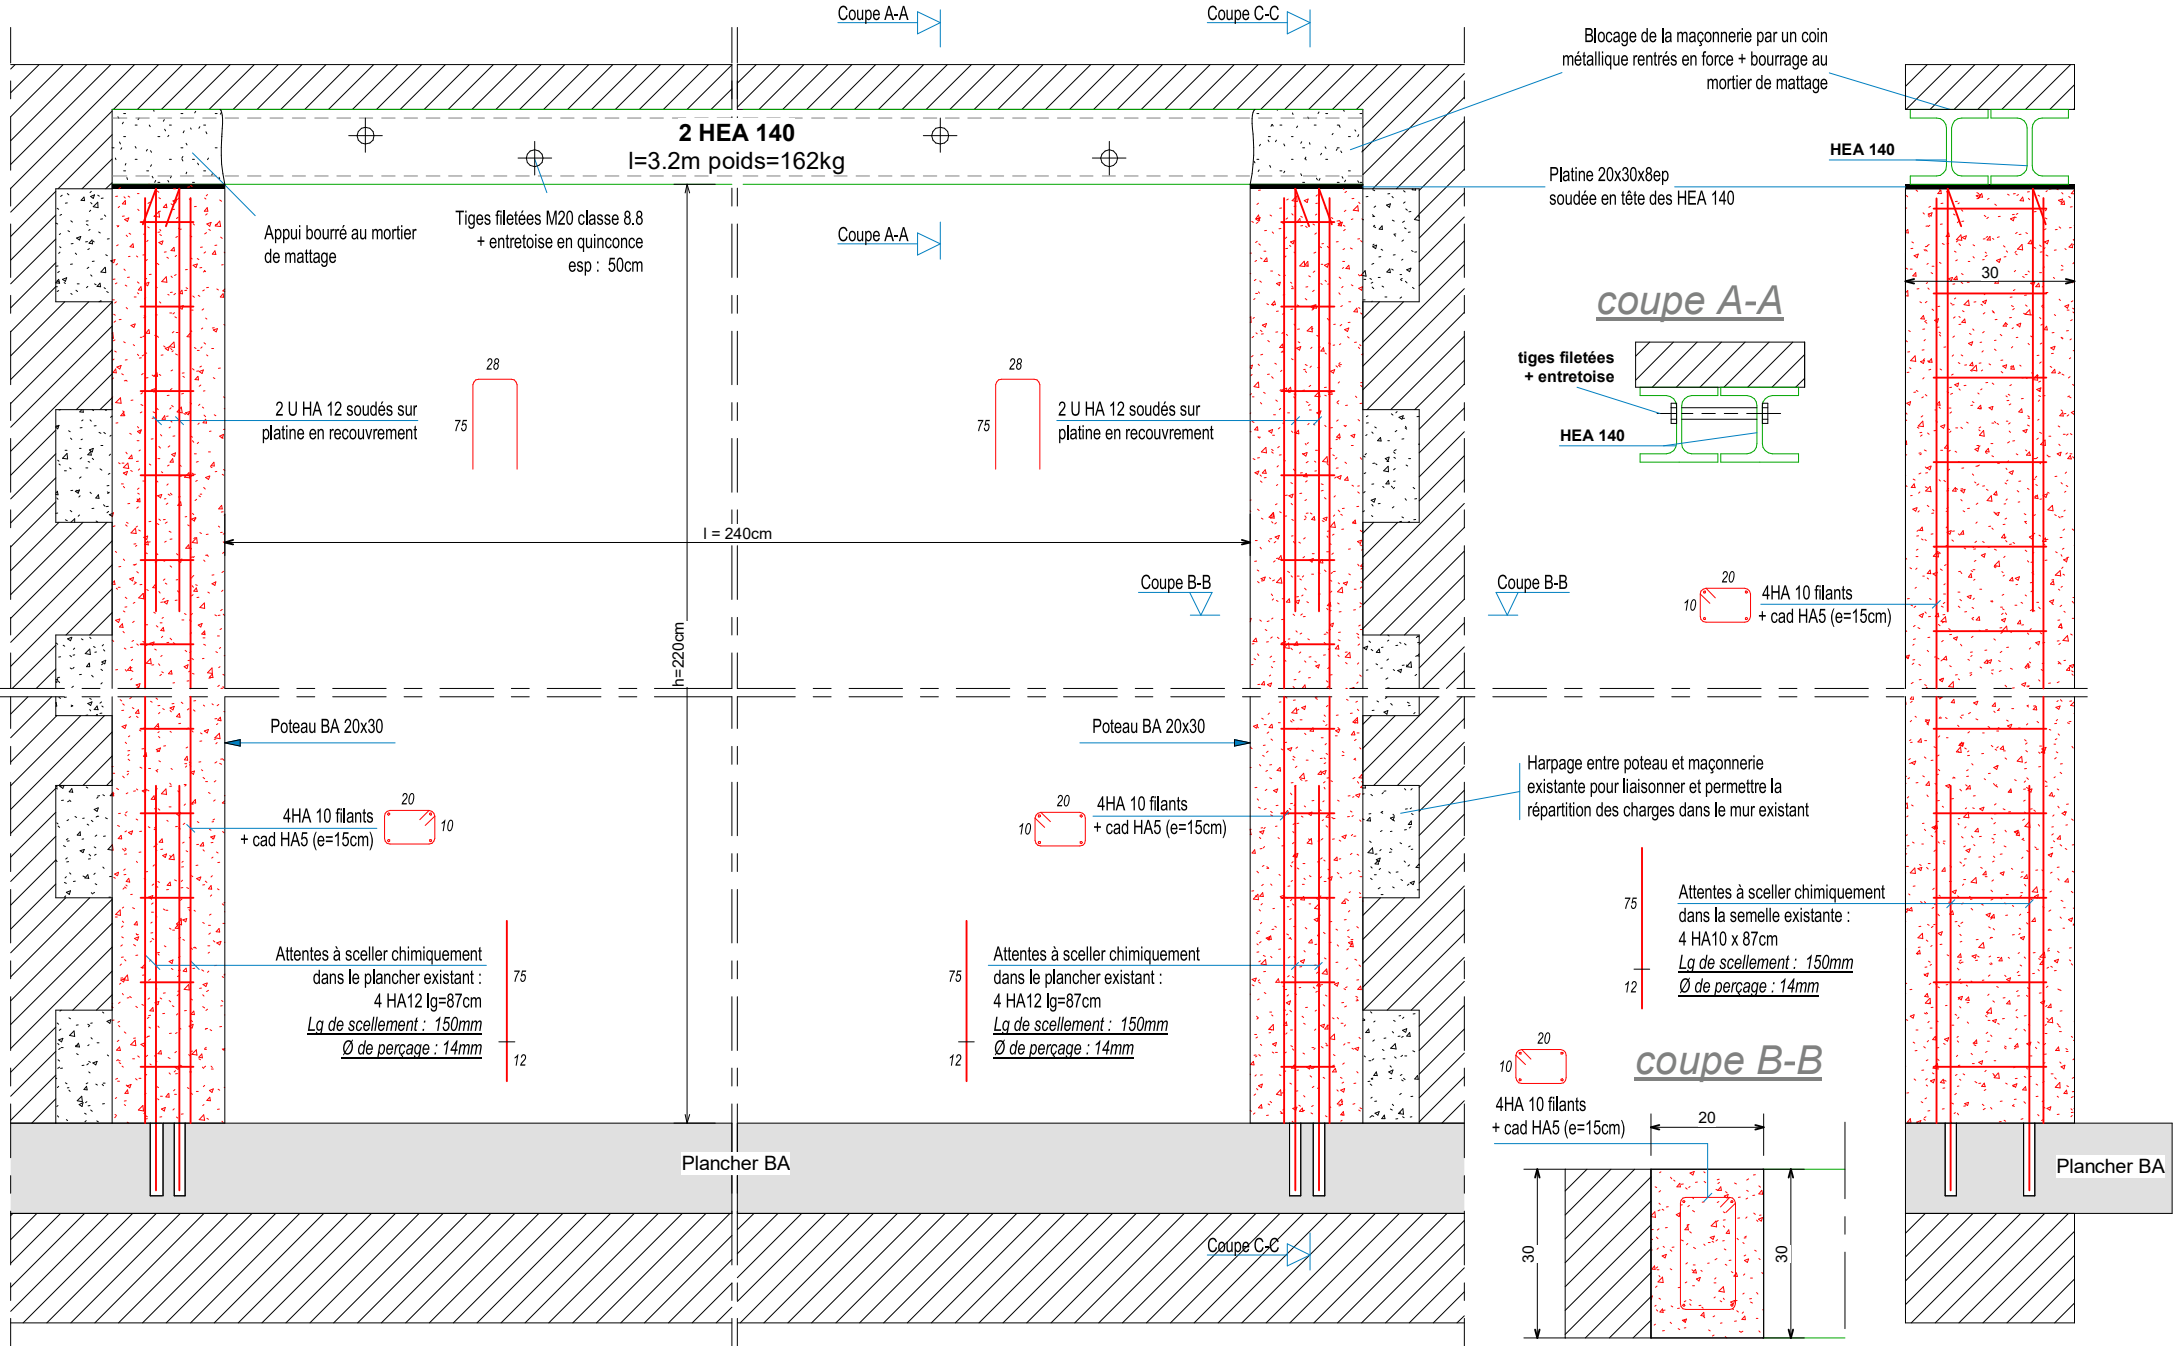 Coupe A-A
Coupe C-C
Blocage de la maçonnerie par un coin
métallique rentrés en force + bourrage au
mortier de mattage
2 HEA 140
l=3.2m poids=162kg
HEA 140
Platine 20x30x8ep
soudée en tête des HEA 140
Appui bourré au mortier
de mattage
Tiges filetées M20 classe 8.8
+ entretoise en quinconce
esp : 50cm
Coupe A-A
30
coupe A-A
tiges filetées
+ entretoise
HEA 140
28
75
2 U HA 12 soudés sur
platine en recouvrement
28
75
2 U HA 12 soudés sur
platine en recouvrement
l = 240cm
h=220cm
Coupe B-B
Coupe B-B
20
10
4HA 10 filants
+ cad HA5 (e=15cm)
Poteau BA 20x30
Poteau BA 20x30
Harpage entre poteau et maçonnerie
existante pour liaisonner et permettre la
répartition des charges dans le mur existant
4HA 10 filants
+ cad HA5 (e=15cm)
20
10
20
10
4HA 10 filants
+ cad HA5 (e=15cm)
Attentes à sceller chimiquement
dans le plancher existant :
4 HA12 lg=87cm
Lg de scellement : 150mm
Ø de perçage : 14mm
75
12
75
12
Attentes à sceller chimiquement
dans le plancher existant :
4 HA12 lg=87cm
Lg de scellement : 150mm
Ø de perçage : 14mm
75
12
Attentes à sceller chimiquement
dans la semelle existante :
4 HA10 x 87cm
Lg de scellement : 150mm
Ø de perçage : 14mm
20
10
coupe B-B
4HA 10 filants
+ cad HA5 (e=15cm)
20
30
30
Plancher BA
Plancher BA
Coupe C-C